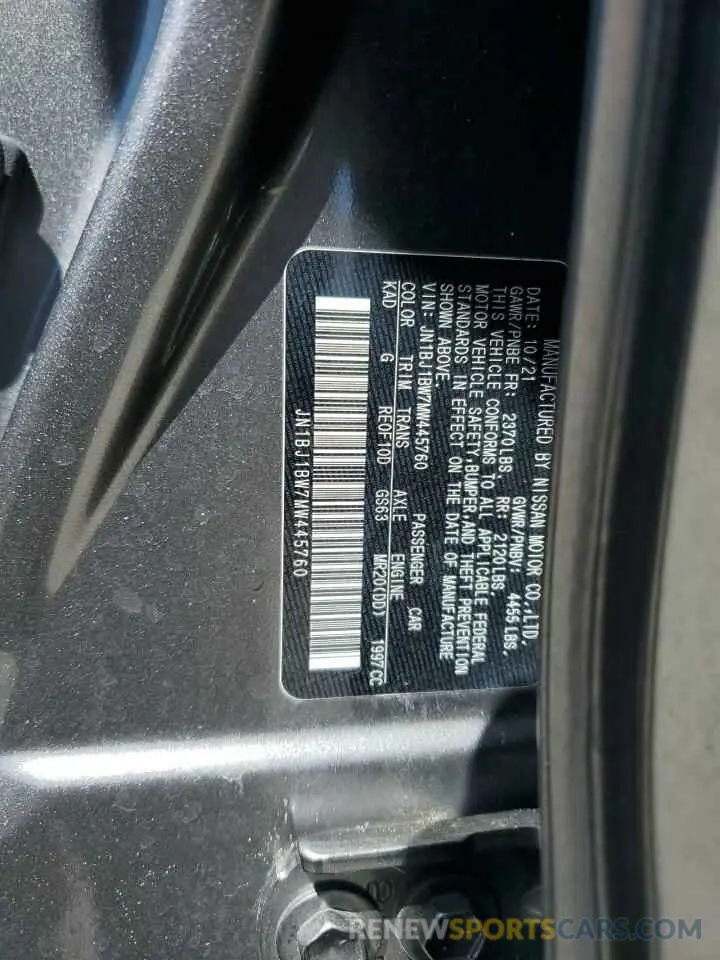 MANUFACTURED BY NISSAN MOTOR CO.,LTD.
DATE: 10/21 GVWR/PNBV: 4455 LBS,
GAWR/PNBE FR: 2370LBS, RR: 2120LBS,
THIS VEHICLE CONFORMS TO ALL APPLICABLE FEDERAL
MOTOR VEHICLE SAFETY,BUMPER,AND THEFT PREVENTION
STANDARDS IN EFFECT ON THE DATE OF MANUFACTURE
SHOWN ABOVE.
VIN: JN1BJ1BW7MW445760 PASSENGER CAR
COLOR TRIM TRANS AXLE ENGINE
KAD G RE0F10D GS63 MR20(DD) 1997CC
JN1BJ1BW7MW445760
8
RENEWSPORTSCARS.COM